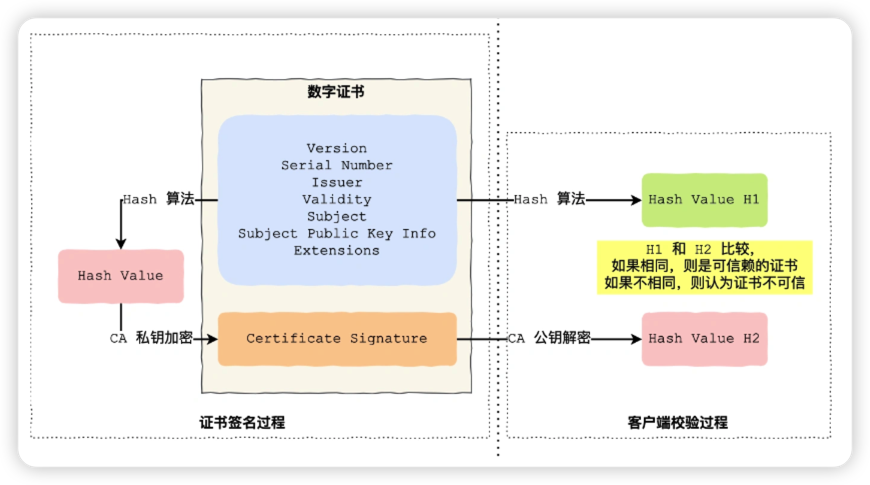 数字证书
Version
Serial Number
Issuer
Validity
Subject
Subject Public Key Info
Extensions
Hash 算法
Hash Value
CA 私钥加密
Certificate Signature
证书签名过程
Hash 算法
Hash Value H1
H1 和 H2 比较,
如果相同，则是可信赖的证书
如果不相同，则认为证书不可信
CA 公钥解密
Hash Value H2
客户端校验过程